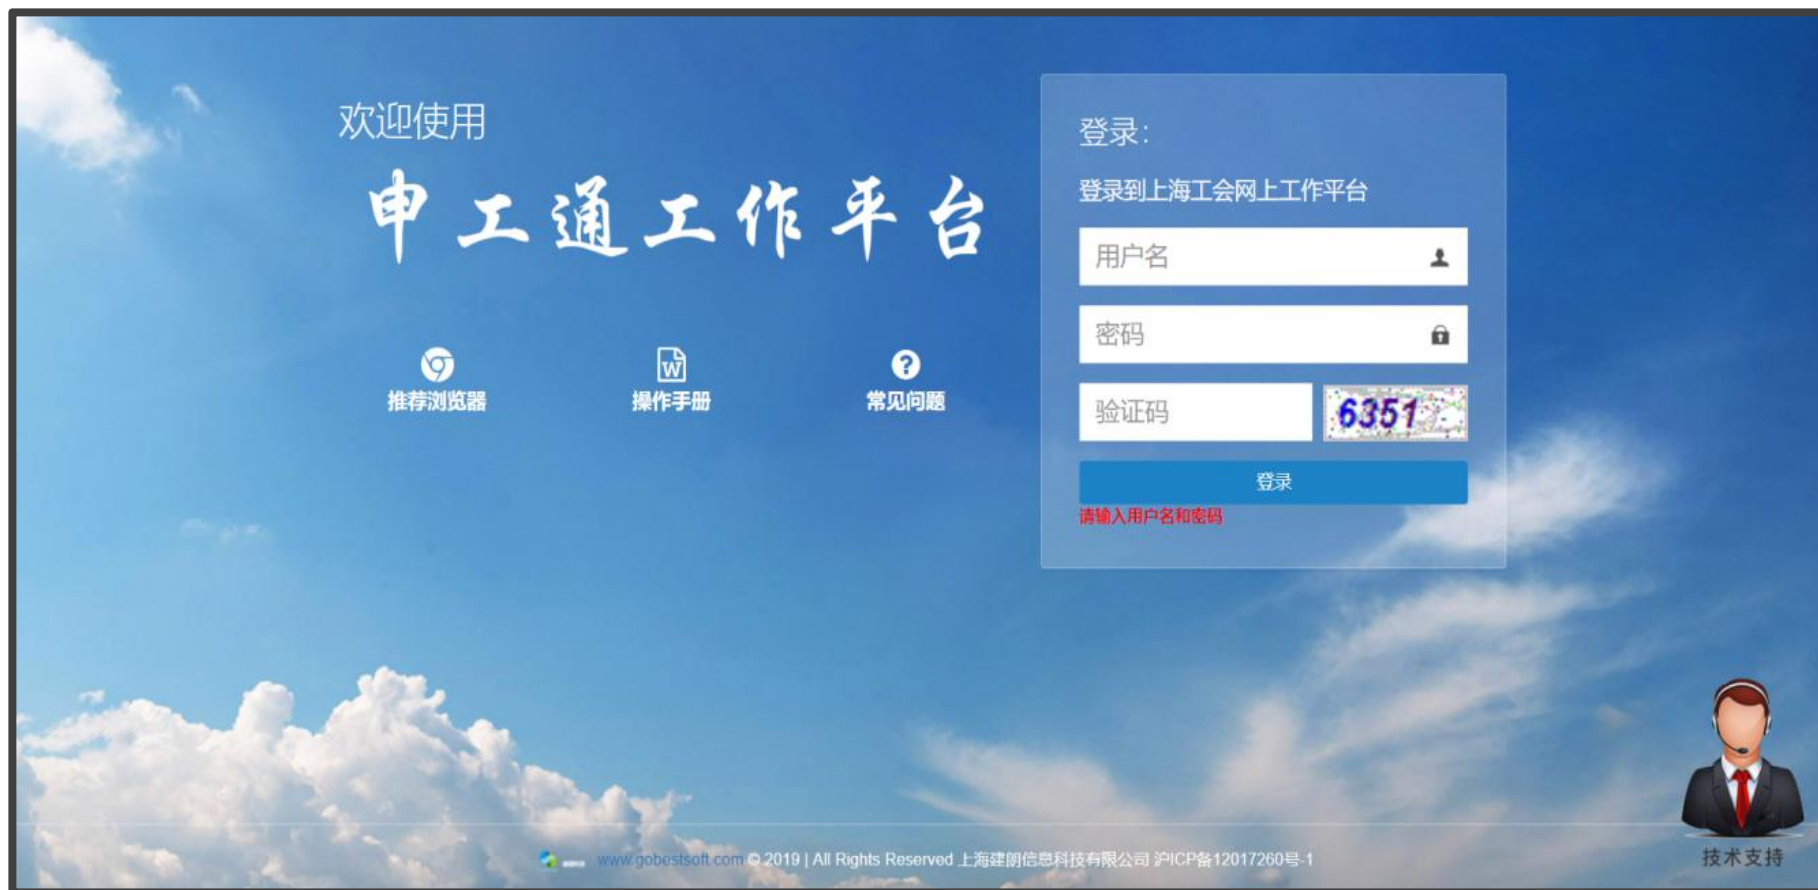 欢迎使用
申工通工作平台
推荐浏览器
操作手册
常见问题
登录：
登录到上海工会网上工作平台
用户名
密码
验证码
6351
登录
请输入用户名和密码
www.gobestsoft.com © 2019 | All Rights Reserved 上海建朗信息科技有限公司 沪ICP备12017260号-1
技术支持